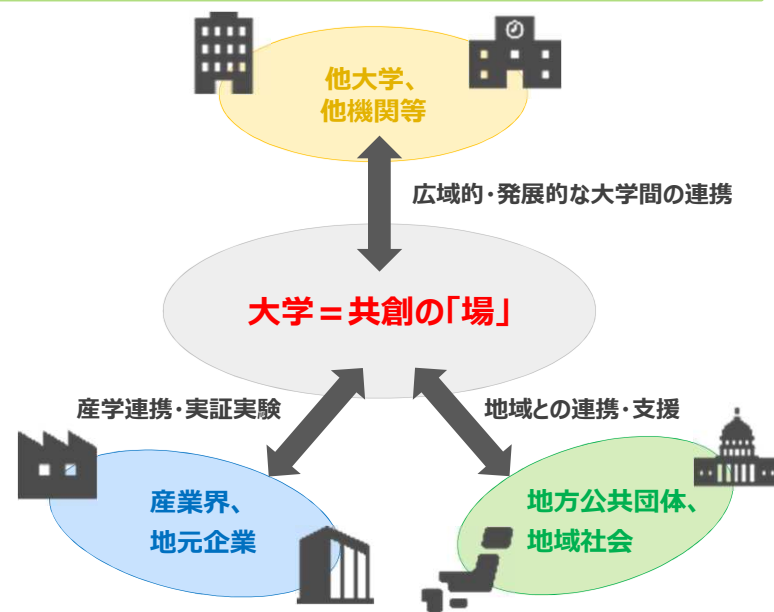 他大学、
他機関等
広域的・発展的な大学間の連携
大学＝共創の「場」
産学連携・実証実験
地域との連携・支援
産業界、
地元企業
地方公共団体、
地域社会